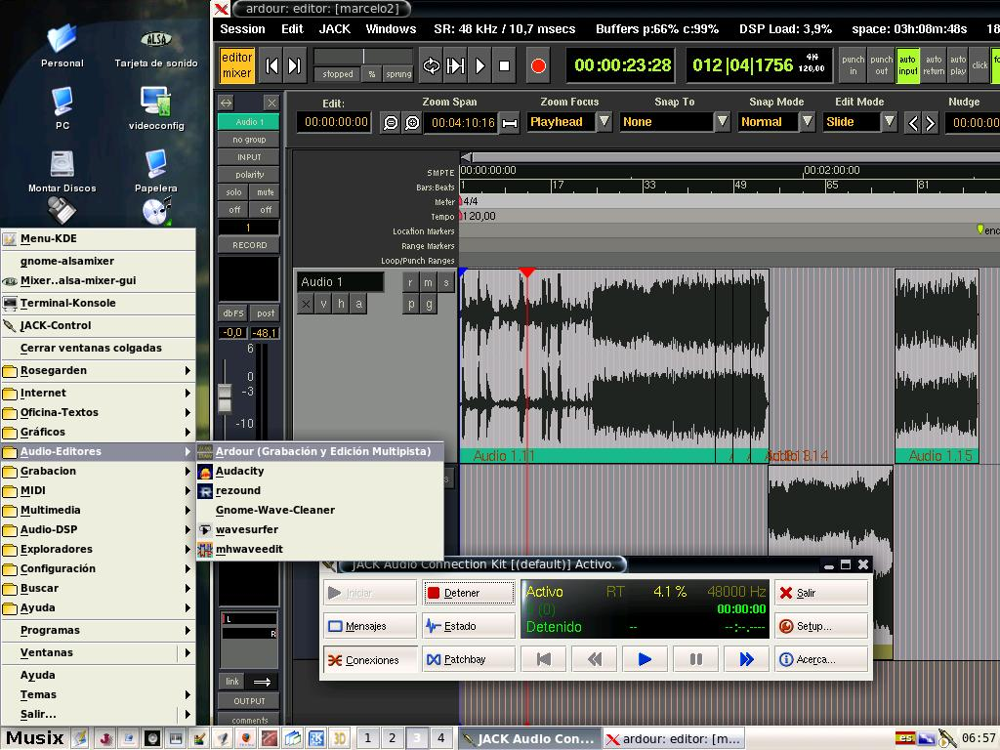 ardour: editor: [marcelo2]
Session Edit JACK Windows SR: 48 kHz / 10,7 msecs Buffers p:66% c:99% DSP Load: 3,9% space: 03h:08m:48s 18
editor
mixer
stopped % sprung
00:00:23:28
012|04|1756
4/4
120,00
punch in
punch out
auto input
auto return
auto play
click
Edit: Zoom Span Zoom Focus Snap To Snap Mode Edit Mode Nudge
00:00:00:00 00:04:10:16 Playhead None Normal Slide 00:00:00
SMPTE 00:00:00:00 00:02:00:00
Bars:Beats 1 17 33 49 65 81
Meter 4/4
Tempo 120,00
Location Markers enc
Range Markers
Loop/Punch Ranges
Audio 1
no group
INPUT
polarity
solo mute
off off
1
RECORD
dbFS post
-0,0 -48,1
6
0
-3
-10
L
R
link
OUTPUT
comments
Audio 1
r m s
x v h a p g
Audio 1.11
Audio 1.15
Personal
Tarjeta de sonido
ALSA
PC
videoconfig
Montar Discos
Papelera
Menu-KDE
gnome-alsamixer
Mixer..alsa-mixer-gui
Terminal-Konsole
JACK-Control
Cerrar ventanas colgadas
Rosegarden
Internet
Oficina-Textos
Gráficos
Audio-Editores
Grabacion
MIDI
Multimedia
Audio-DSP
Exploradores
Configuración
Buscar
Ayuda
Programas
Ventanas
Ayuda
Temas
Salir...
Ardour (Grabación y Edición Multipista)
Audacity
rezound
Gnome-Wave-Cleaner
wavesurfer
mhwaveedit
JACK Audio Connection Kit [(default)] Activo.
Iniciar Detener
Activo RT 4.1 % 48000 Hz
(0) 00:00:00
Detenido -- --:--.----
Salir
Mensajes Estado Setup...
Conexiones Patchbay Acerca...
Musix 1 2 3 4 JACK Audio Con... ardour: editor: [m... es 06:57